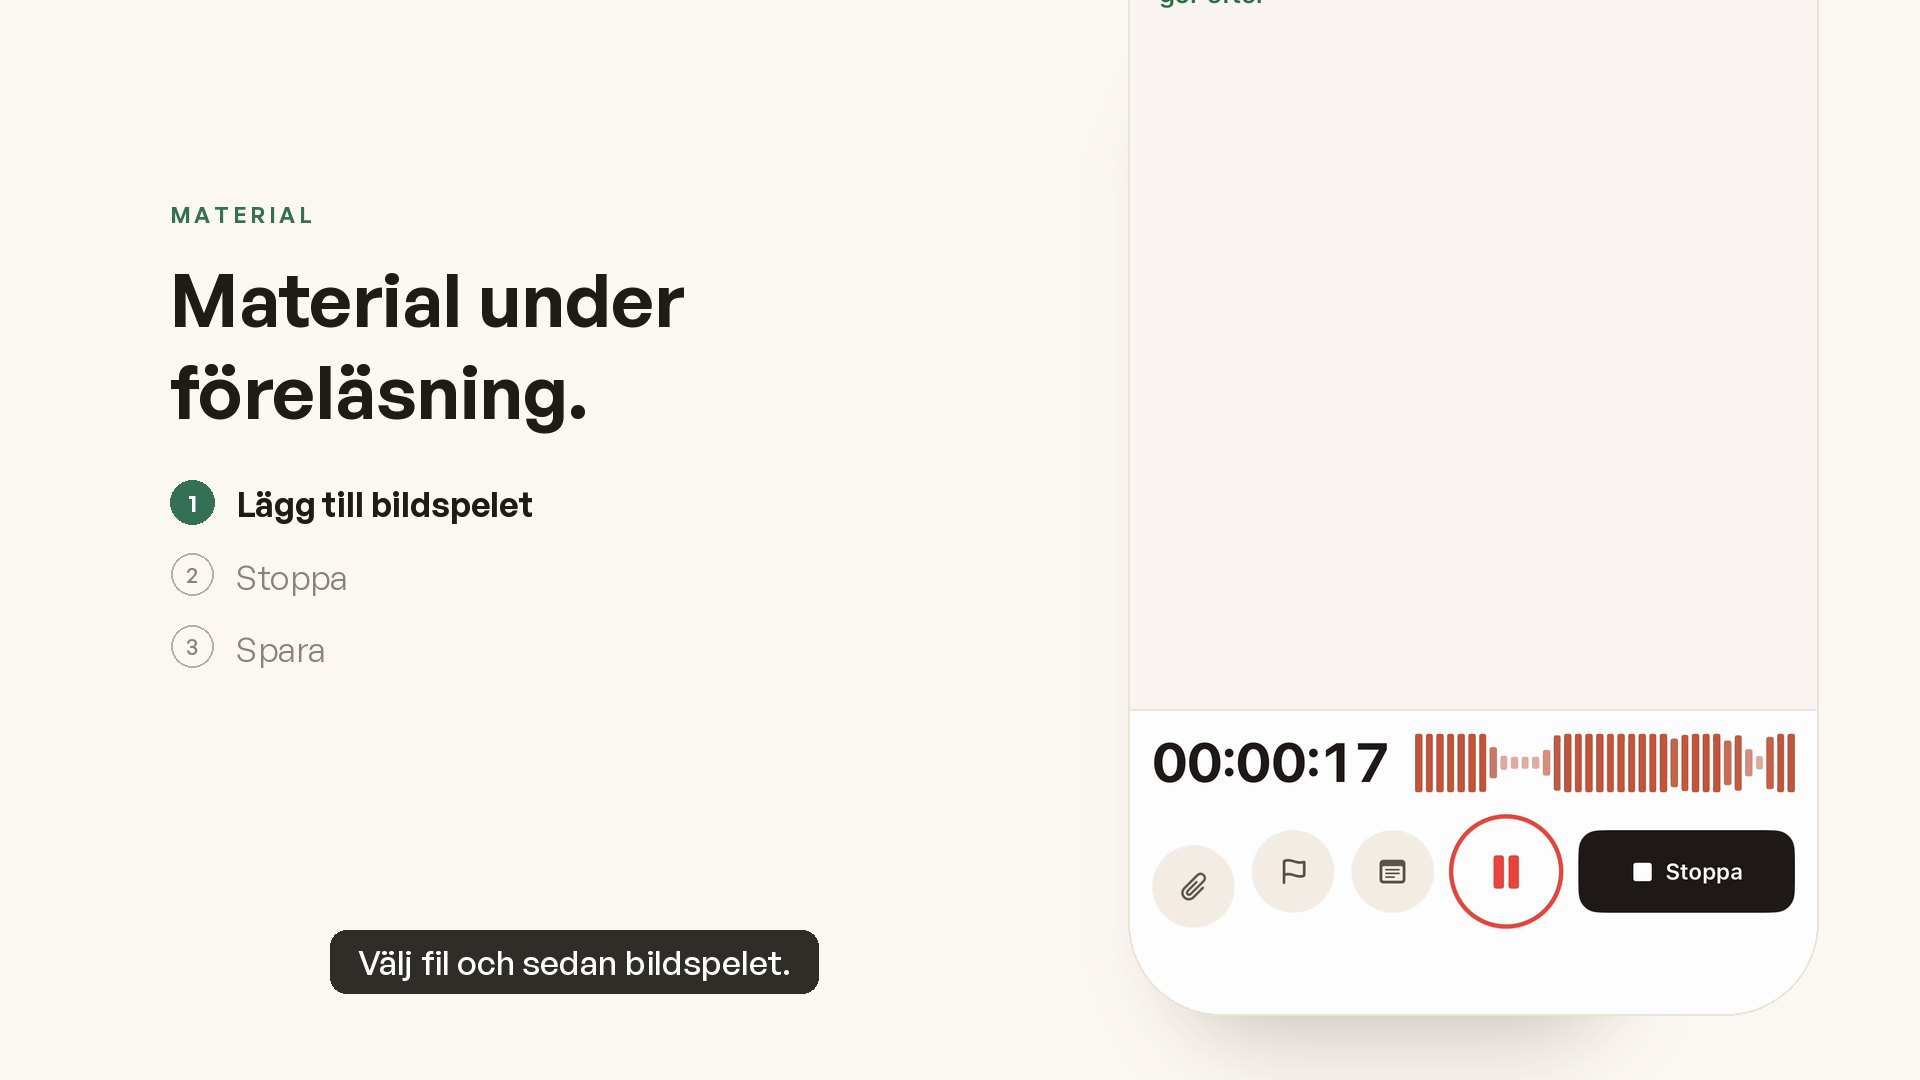 MATERIAL
Material under
föreläsning.
1 Lägg till bildspelet
2 Stoppa
3 Spara
Välj fil och sedan bildspelet.
00:00:17
Stoppa